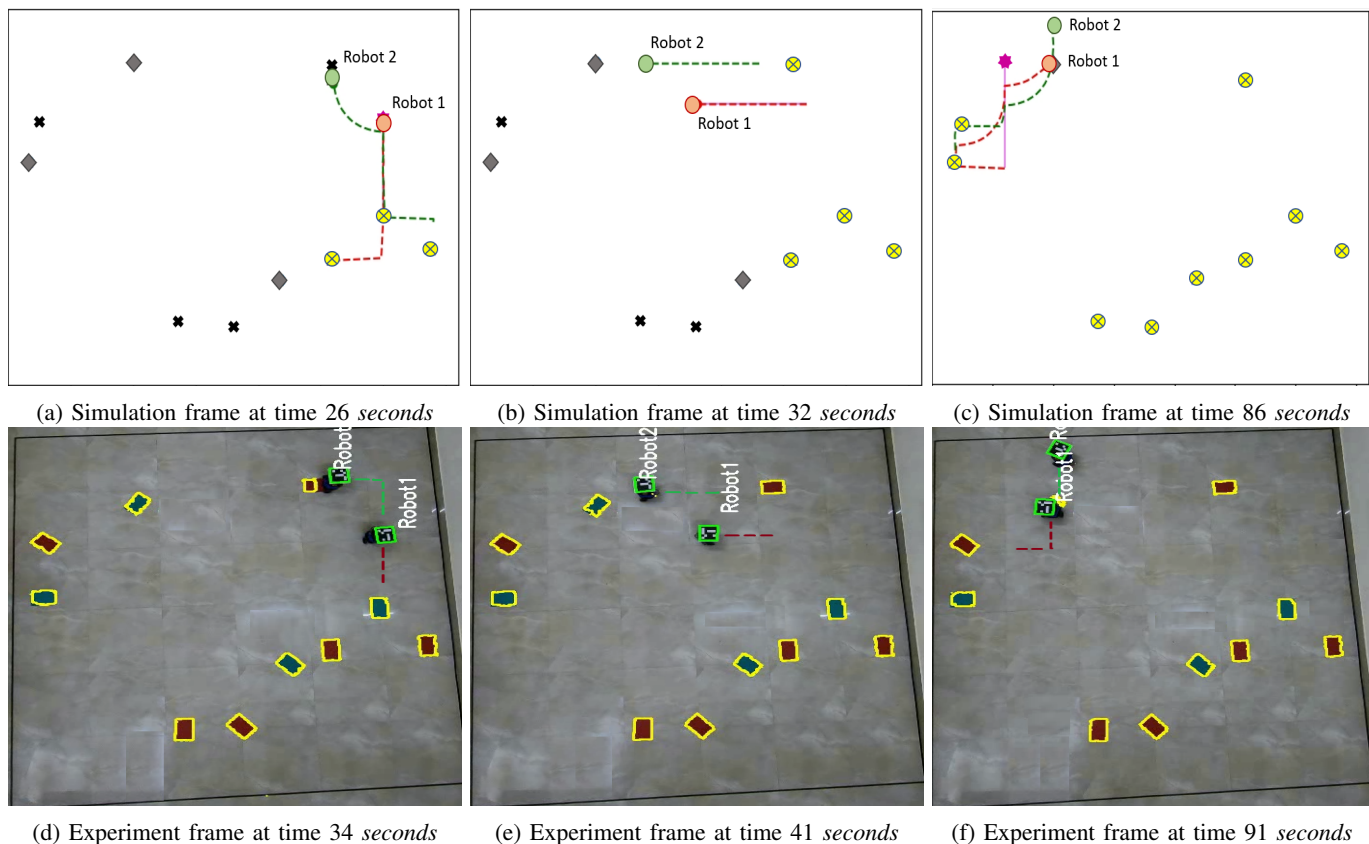 Robot 2
Robot 1
Robot 2
Robot 1
Robot 2
Robot 1
(a) Simulation frame at time 26 seconds
(b) Simulation frame at time 32 seconds
(c) Simulation frame at time 86 seconds
Robot
Robot1
Robot2
Robot1
Robot1
(d) Experiment frame at time 34 seconds
(e) Experiment frame at time 41 seconds
(f) Experiment frame at time 91 seconds